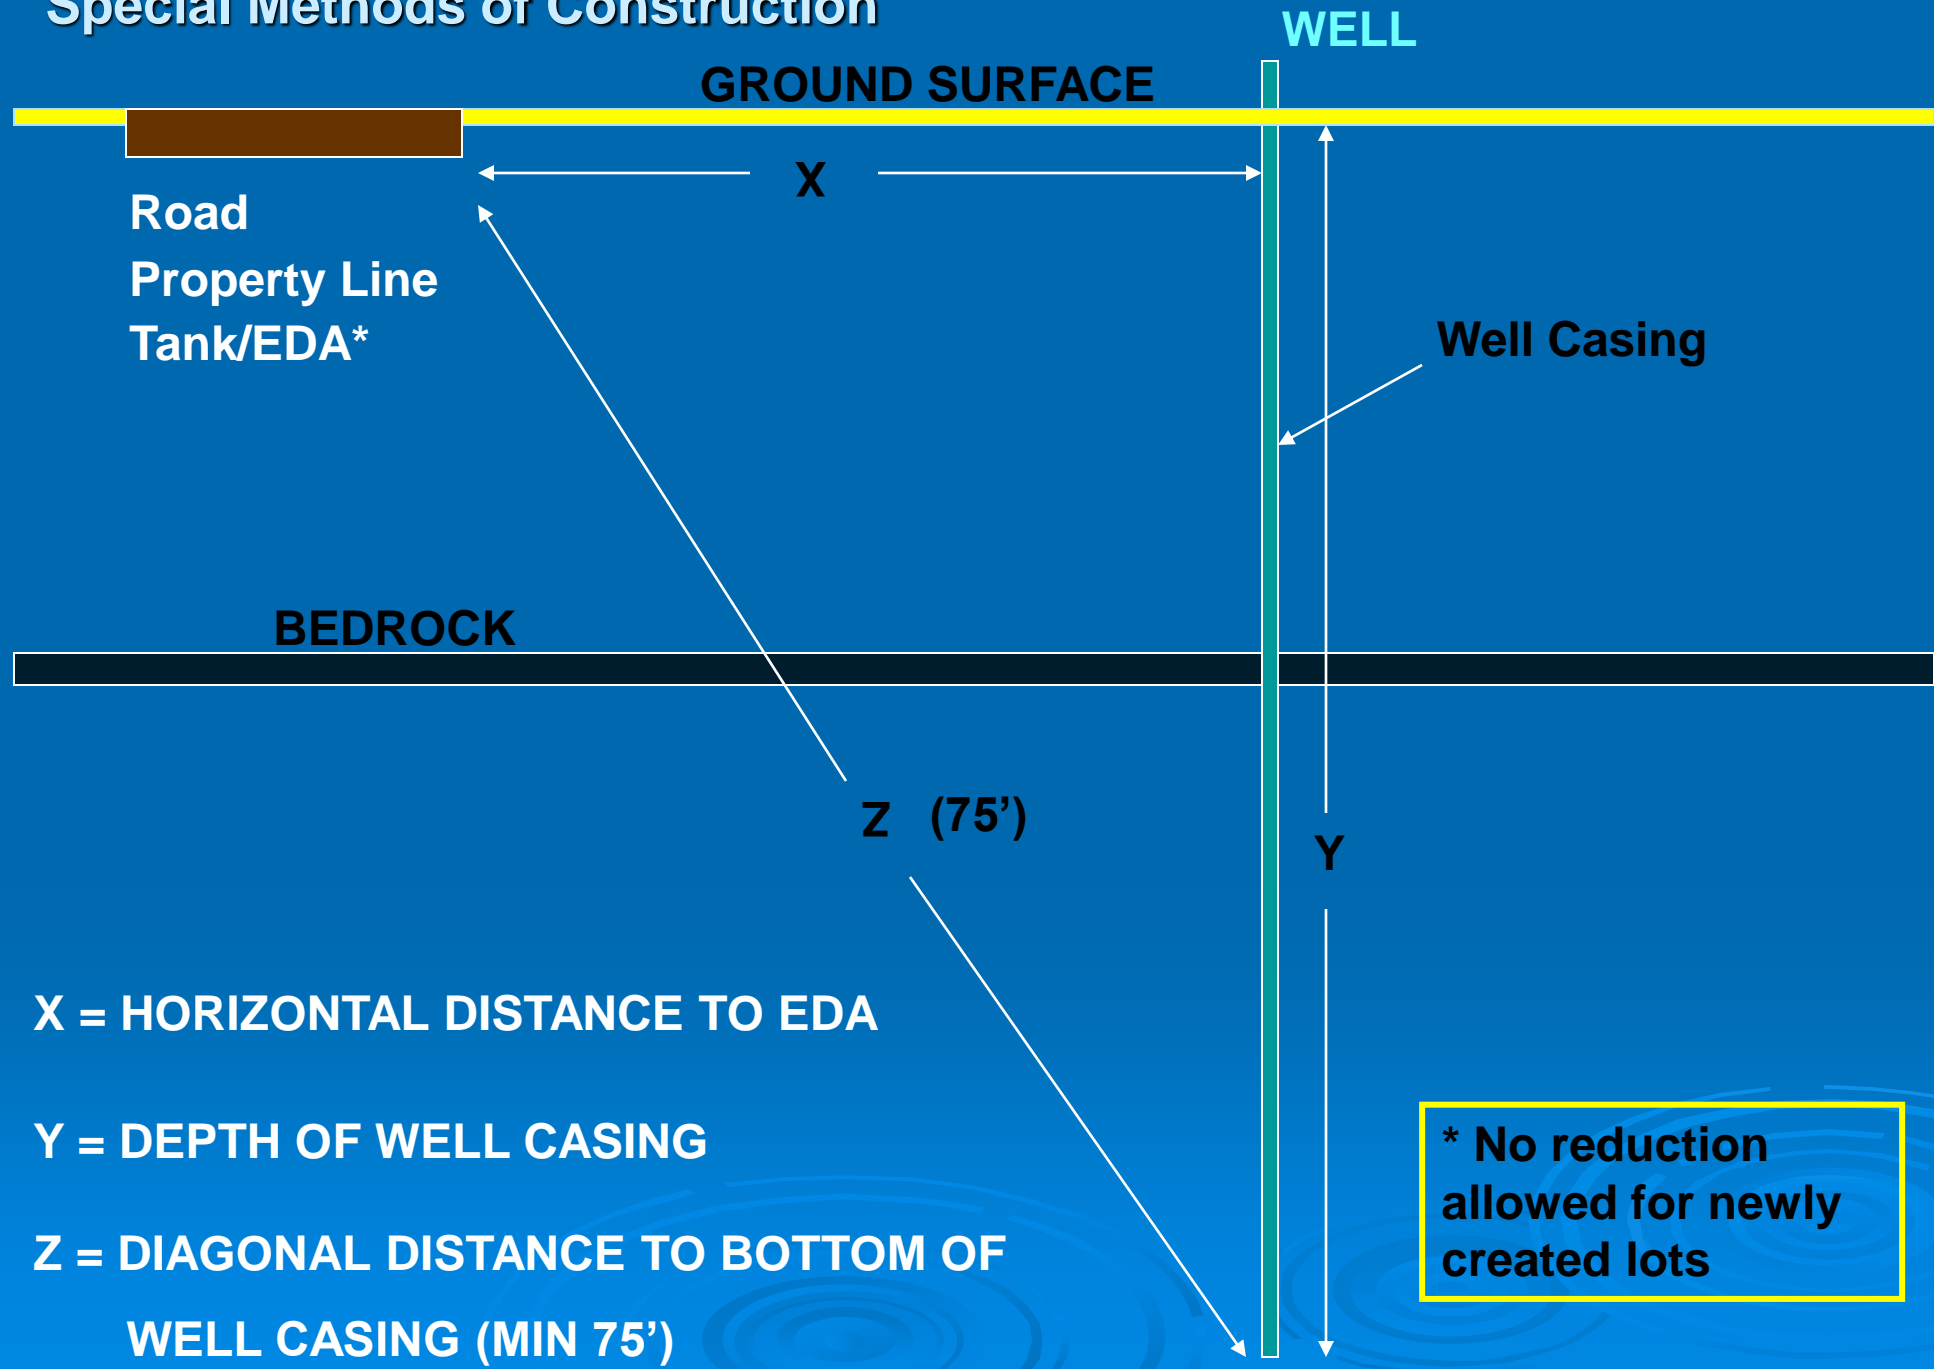 Special Methods of Construction
WELL
GROUND SURFACE
X
Road
Property Line
Tank/EDA*
Well Casing
BEDROCK
Z (75’)
Y
X = HORIZONTAL DISTANCE TO EDA
Y = DEPTH OF WELL CASING
Z = DIAGONAL DISTANCE TO BOTTOM OF
WELL CASING (MIN 75’)
* No reduction
allowed for newly
created lots